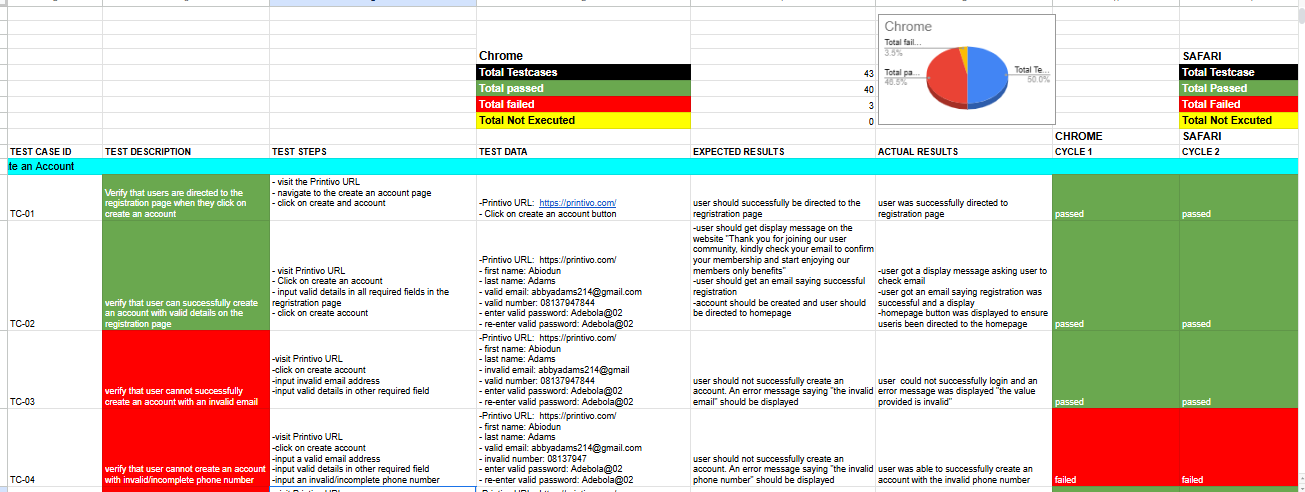 Chrome
Total fail...
3.5%
Total pa...
46.5%
Total Te...
50.0%
Chrome
SAFARI
Total Testcases
43
Total Testcase
Total passed
40
Total Passed
Total failed
3
Total Failed
Total Not Executed
0
Total Not Excuted
CHROME
SAFARI
TEST CASE ID
TEST DESCRIPTION
TEST STEPS
TEST DATA
EXPECTED RESULTS
ACTUAL RESULTS
CYCLE 1
CYCLE 2
te an Account
TC-01
Verify that users are directed to the
registration page when they click on
create an account
- visit the Printivo URL
- navigate to the create an account page
- click on create and account
-Printivo URL: https://printivo.com/
- Click on create an account button
user should successfully be directed to the
registration page
user was successfully directed to
registration page
passed
passed
TC-02
verify that user can successfully create
an account with valid details on the
registration page
- visit Printivo URL
- Click on create account
- input valid details in all required fields in the
registration page
- click on create account
-Printivo URL: https://printivo.com/
- first name: Abiodun
- last name: Adams
- valid email: abbyadams214@gmail.com
- valid number: 08137947844
- enter valid password: Adebola@02
- re-enter valid password: Adebola@02
-user should get display message on the
website "Thank you for joining our user
community, kindly check your email to confirm
your membership and start enjoying our
members only benefits"
-user should get an email saying successful
registration
-account should be created and user should
be directed to homepage
-user got a display message asking user to
check email
-user got an email saying registration was
successful and a display
-homepage button was displayed to ensure
useris been directed to the homepage
passed
passed
TC-03
verify that user cannot successfully
create an account with an invalid email
-visit Printivo URL
-click on create account
-input invalid email address
-input valid details in other required field
-Printivo URL: https://printivo.com/
- first name: Abiodun
- last name: Adams
- invalid email: abbyadams214@gmail
- valid number: 08137947844
- enter valid password: Adebola@02
- re-enter valid password: Adebola@02
user should not successfully create an
account. An error message saying "the invalid
email" should be displayed
user could not successfully login and an
error message was displayed "the value
provided is invalid"
passed
passed
TC-04
verify that user cannot create an account
with invalid/incomplete phone number
-visit Printivo URL
-click on create account
-input a valid email address
-input valid details in other required field
-input an invalid/incomplete phone number
-Printivo URL: https://printivo.com/
- first name: Abiodun
- last name: Adams
- valid email: abbyadams214@gmail.com
- invalid number: 08137947
- enter valid password: Adebola@02
- re-enter valid password: Adebola@02
user should not successfully create an
account. An error message saying "the invalid
phone number" should be displayed
user was able to successfully create an
account with the invalid phone number
failed
failed